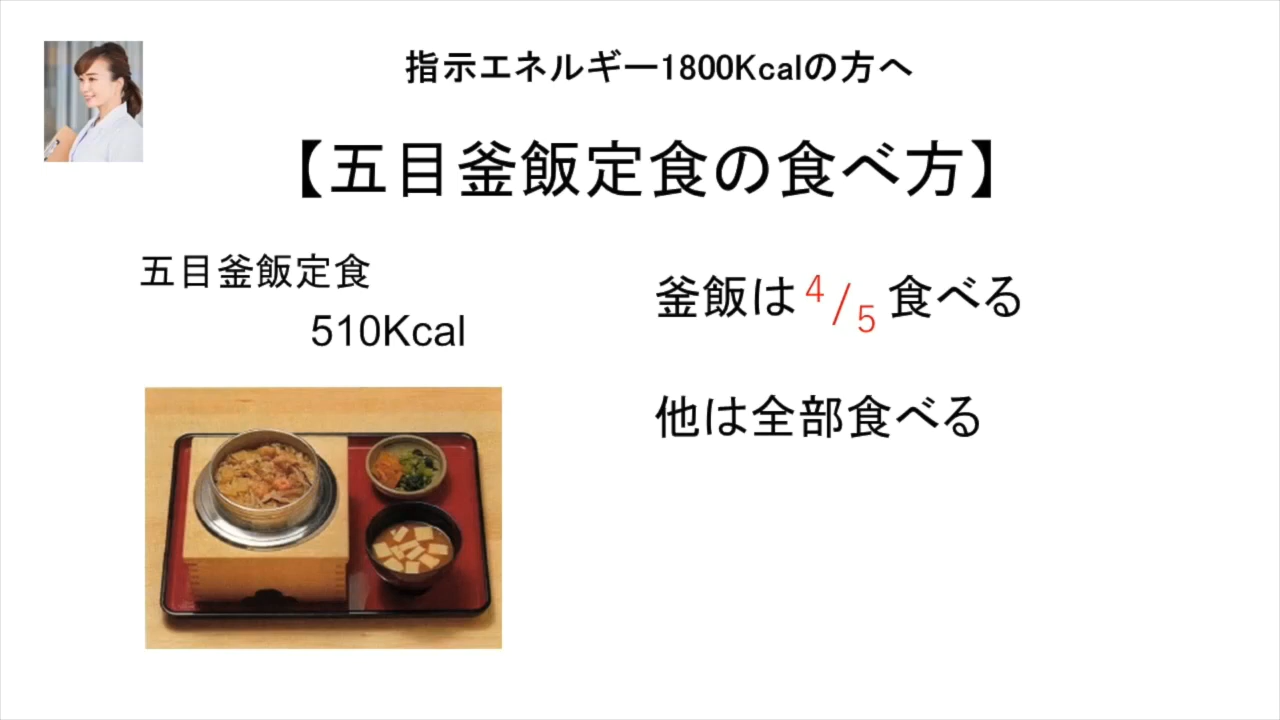 指示エネルギー1800Kcalの方へ
【五目釜飯定食の食べ方】
五目釜飯定食
510Kcal
釜飯は4/5食べる
他は全部食べる